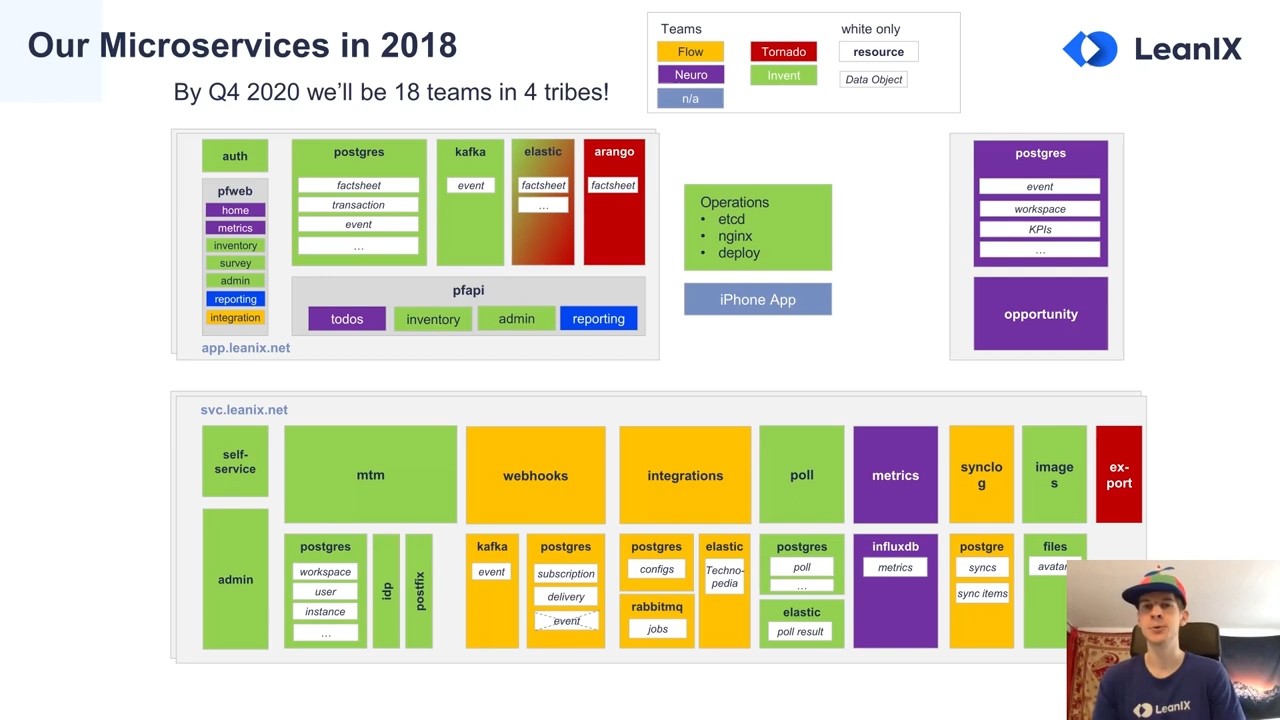 Our Microservices in 2018
By Q4 2020 we'll be 18 teams in 4 tribes!
Teams
white only
Flow
Tornado
resource
Neuro
Invent
Data Object
n/a
LeanIX
auth
pfweb
home
metrics
inventory
survey
admin
reporting
integration
postgres
factsheet
transaction
event
...
kafka
event
elastic
factsheet
...
arango
factsheet
pfapi
todos
inventory
admin
reporting
app.leanix.net
Operations
• etcd
• nginx
• deploy
iPhone App
postgres
event
workspace
KPIs
...
opportunity
svc.leanix.net
self-
service
admin
mtm
postgres
workspace
user
instance
...
idp
postfix
webhooks
kafka
event
postgres
subscription
delivery
event
integrations
postgres
configs
rabbitmq
jobs
elastic
Techno-
pedia
poll
postgres
poll
...
elastic
poll result
metrics
influxdb
metrics
synclo
g
postgre
syncs
sync items
image
s
files
avatar
ex-
port
LeanIX